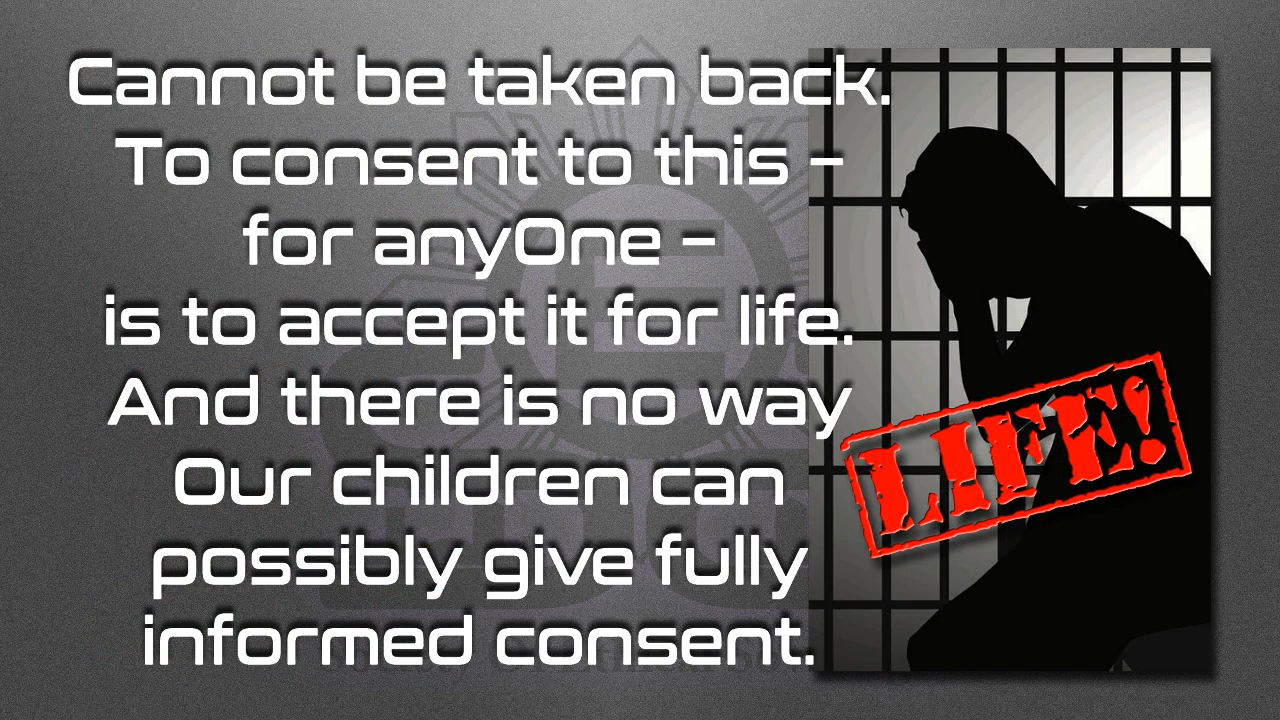 Cannot be taken back.
To consent to this –
for anyOne –
is to accept it for life.
And there is no way
Our children can
possibly give fully
informed consent.
LIFE!